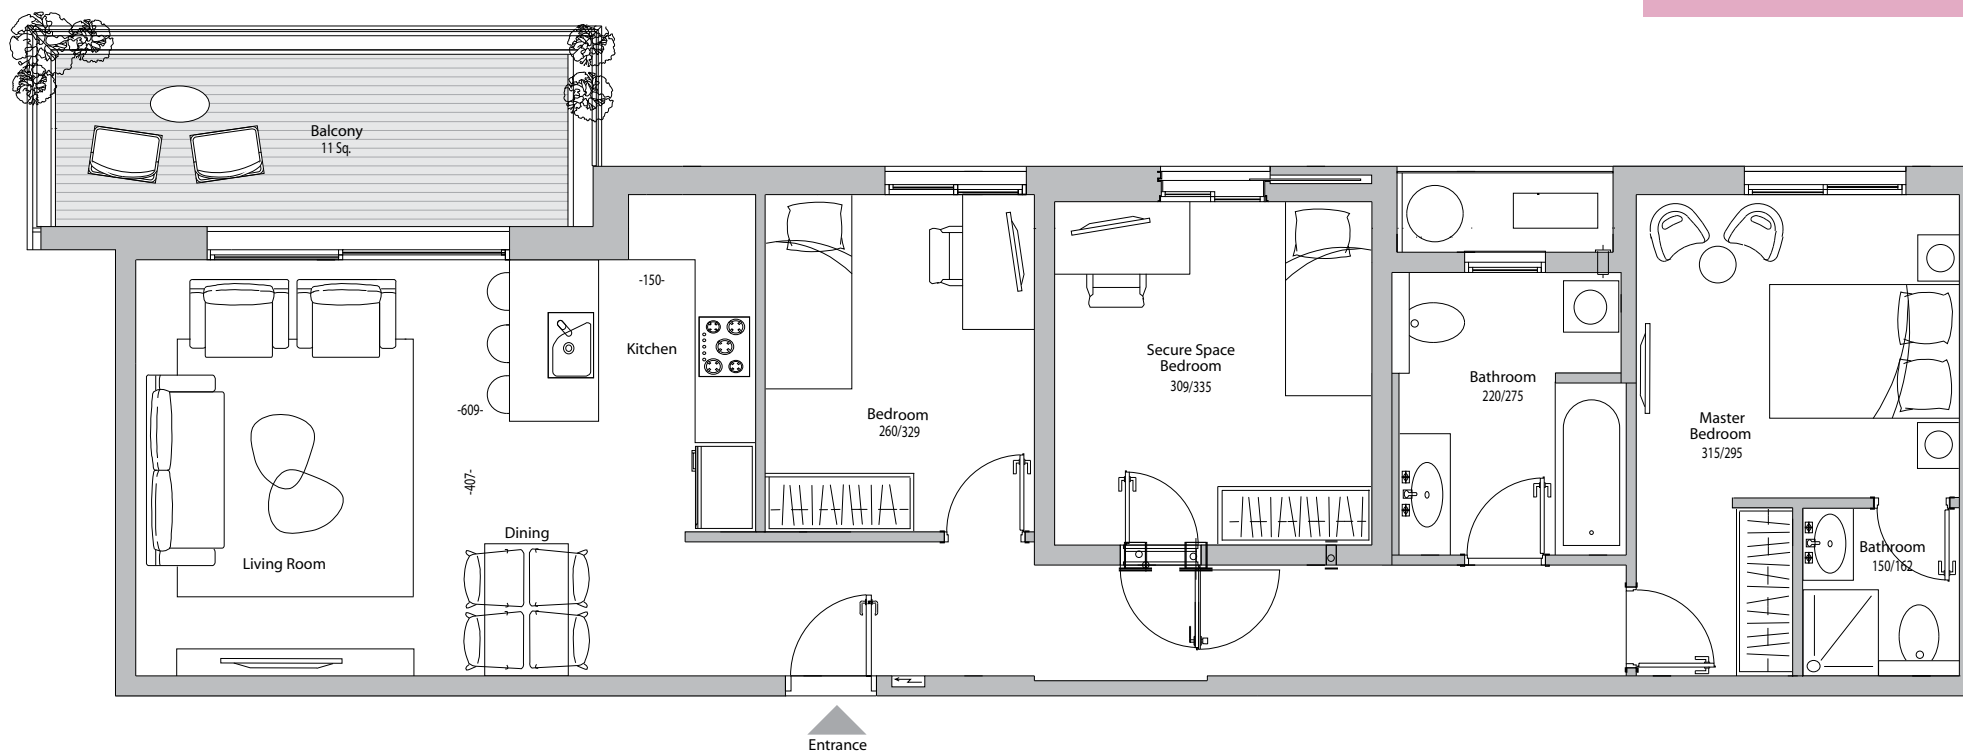 Balcony
11 Sq.
-150-
Kitchen
-609-
-407-
Dining
Living Room
Bedroom
260/329
Secure Space
Bedroom
309/335
Bathroom
220/275
Master
Bedroom
315/295
Bathroom
150/162
Entrance